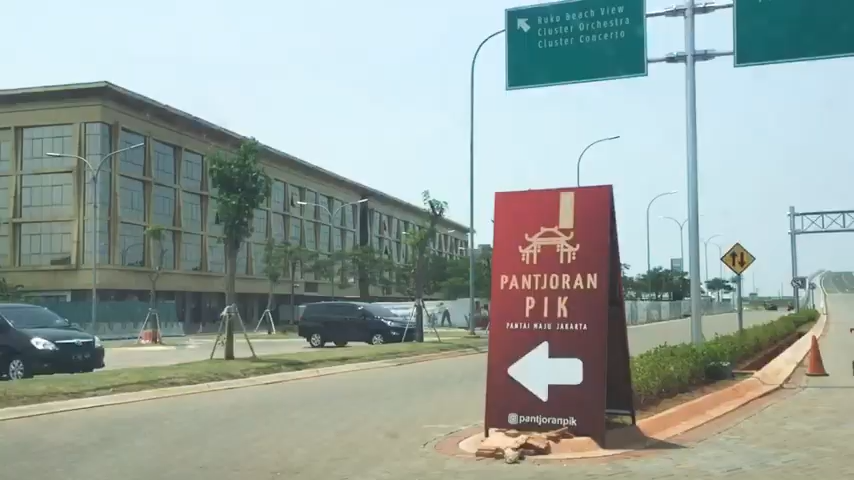 Ruko Beach View
Cluster Orchestra
Cluster Concerto
PANTJORAN
PIK
PANTAI MAJU JAKARTA
pantjoranpik